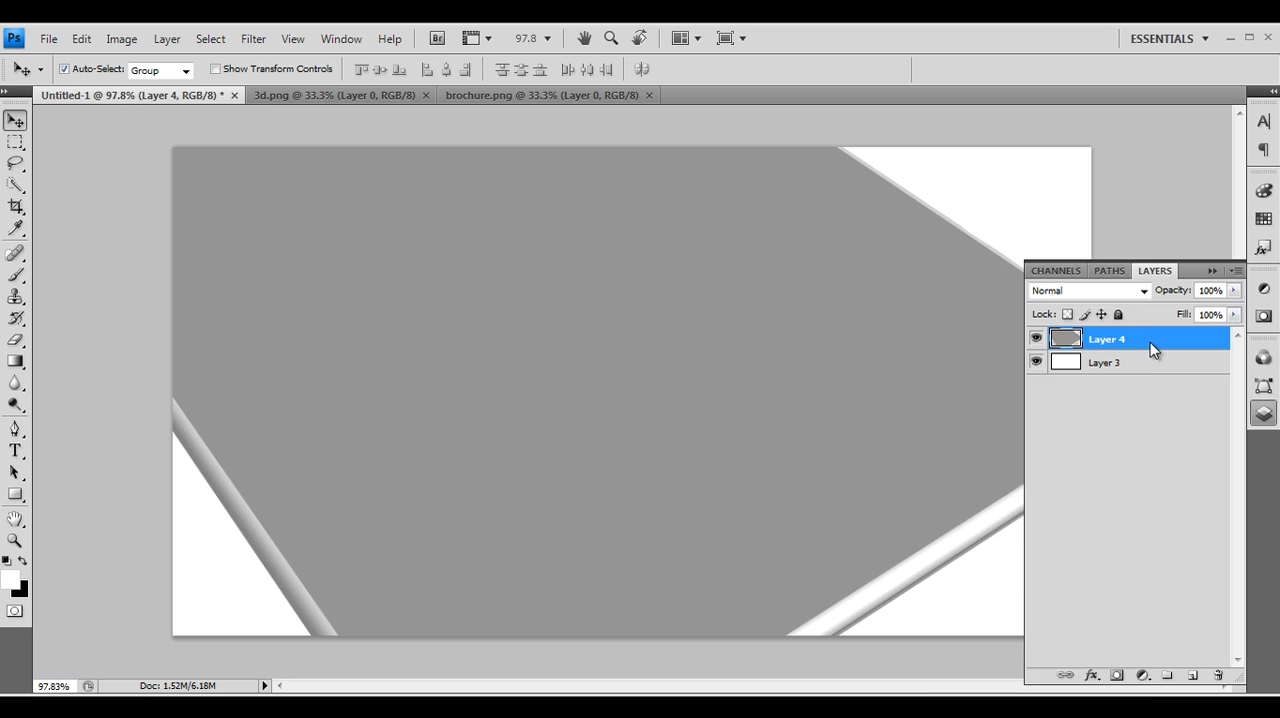 Ps File Edit Image Layer Select Filter View Window Help Br 97.8 ESSENTIALS
Auto-Select: Group Show Transform Controls
Untitled-1 @ 97.8% (Layer 4, RGB/8) * 3d.png @ 33.3% (Layer 0, RGB/8) brochure.png @ 33.3% (Layer 0, RGB/8)
CHANNELS PATHS LAYERS
Normal Opacity: 100%
Lock: Fill: 100%
Layer 4
Layer 3
97.83% Doc: 1.52M/6.18M